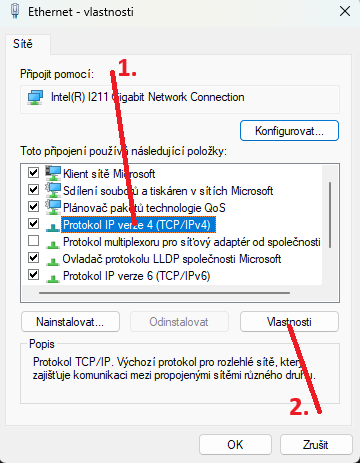 Ethernet - vlastnosti
Sítě
Připojit pomocí:
1.
Intel(R) I211 Gigabit Network Connection
Konfigurovat...
Toto připojení používá následující položky:
Klient sítě Microsoft
Sdílení souborů a tiskáren v sítích Microsoft
Plánovač paketů technologie QoS
Protokol IP verze 4 (TCP/IPv4)
Protokol multiplexoru pro síťový adaptér od společnosti
Ovladač protokolu LLDP společnosti Microsoft
Protokol IP verze 6 (TCP/IPv6)
Nainstalovat...
Odinstalovat
Vlastnosti
Popis
Protokol TCP/IP. Výchozí protokol pro rozlehlé sítě, který
zajišťuje komunikaci mezi propojenými sítěmi různého druhu.
2.
OK
Zrušit